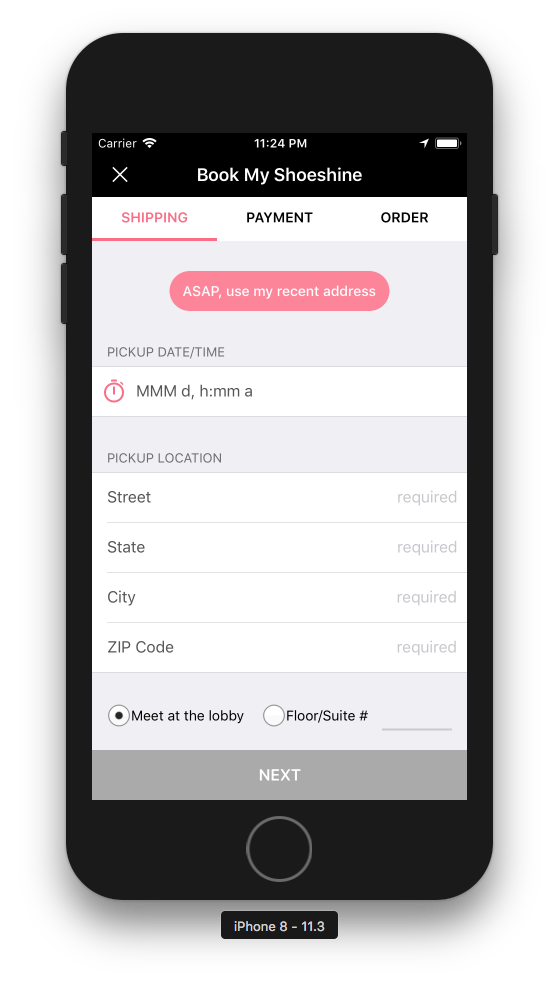 Carrier 11:24 PM
Book My Shoeshine
SHIPPING PAYMENT ORDER
ASAP, use my recent address
PICKUP DATE/TIME
MMM d, h:mm a
PICKUP LOCATION
Street required
State required
City required
ZIP Code required
Meet at the lobby Floor/Suite #
NEXT
iPhone 8 - 11.3